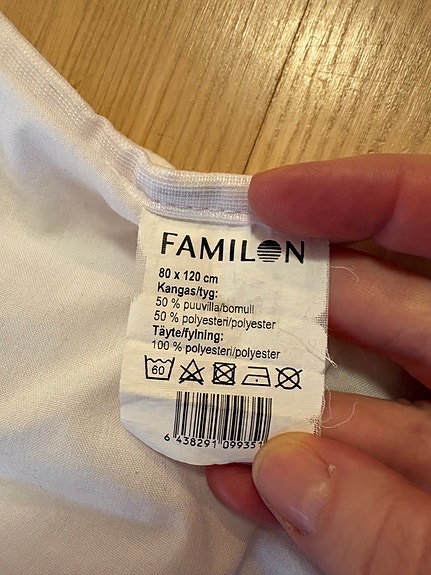 FAMILON
80 x 120 cm
Kangas/tyg:
50 % puuvilla/bomull
50 % polyesteri/polyester
Täyte/fylning:
100 % polyesteri/polyester
60
6 438291 099351